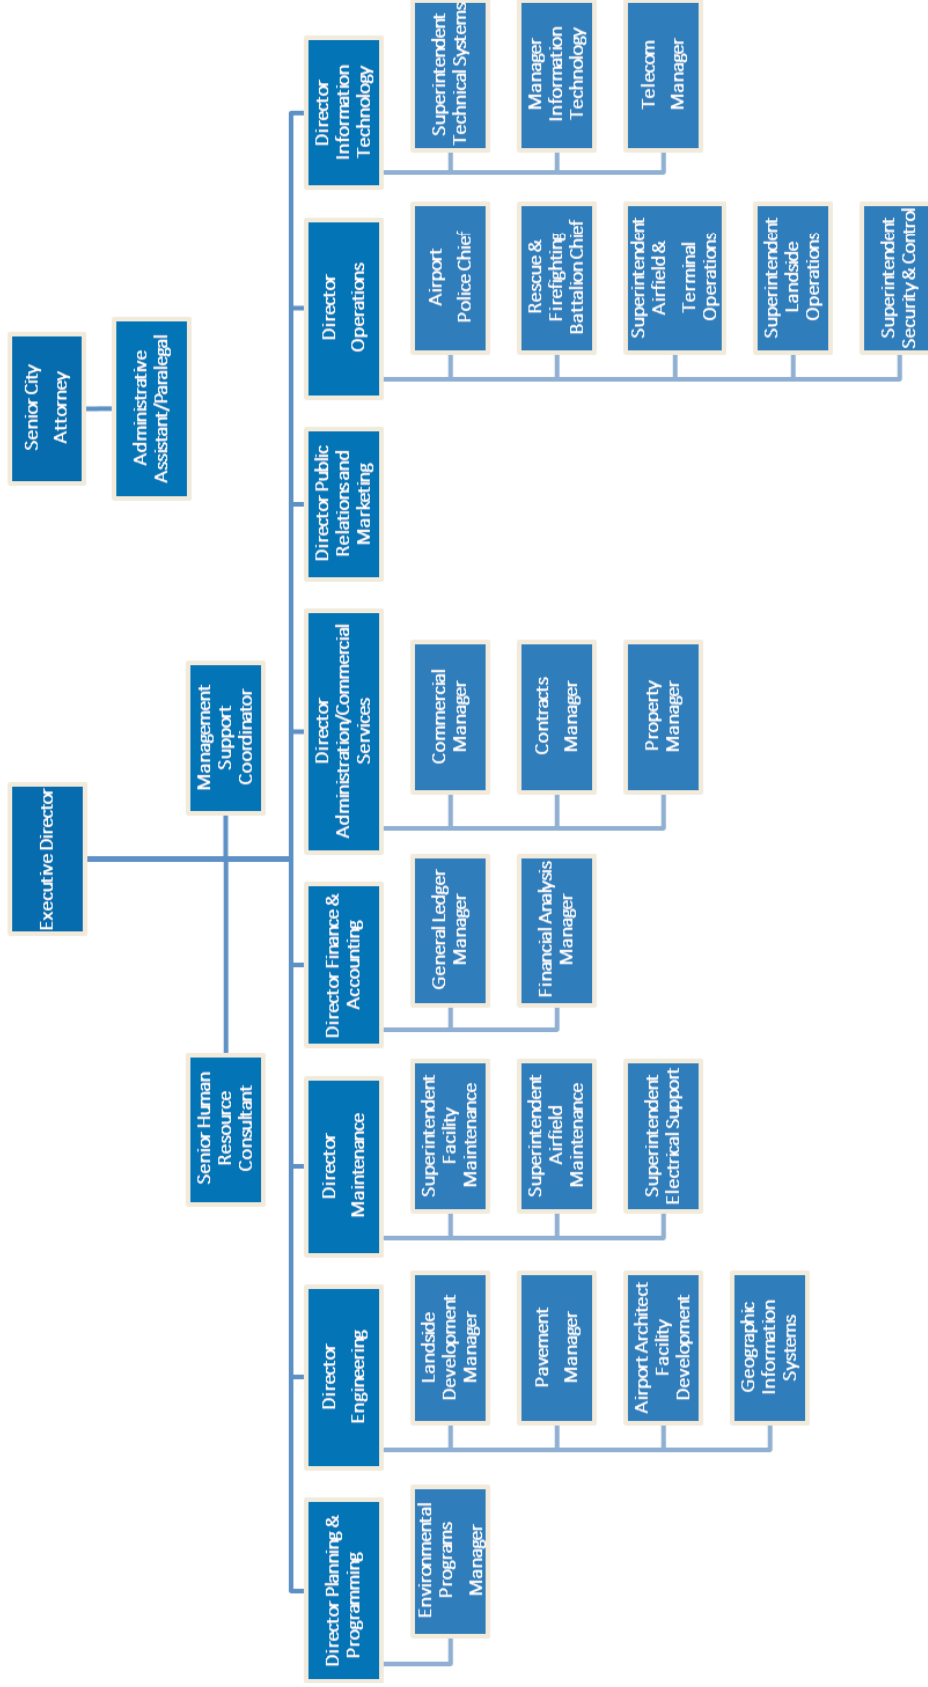 Executive Director
Senior City
Attorney
Administrative
Assistant/Paralegal
Senior Human
Resource
Consultant
Management
Support
Coordinator
Director Planning &
Programming
Environmental
Programs
Manager
Director
Engineering
Landside
Development
Manager
Pavement
Manager
Airport Architect
Facility
Development
Geographic
Information
Systems
Director
Maintenance
Superintendent
Facility
Maintenance
Superintendent
Airfield
Maintenance
Superintendent
Electrical Support
Director Finance &
Accounting
General Ledger
Manager
Financial Analysis
Manager
Director
Administration/Commercial
Services
Commercial
Manager
Contracts
Manager
Property
Manager
Director Public
Relations and
Marketing
Director
Operations
Airport
Police Chief
Rescue &
Firefighting
Battalion Chief
Superintendent
Airfield &
Terminal
Operations
Superintendent
Landside
Operations
Superintendent
Security & Control
Director
Information
Technology
Superintendent
Technical Systems
Manager
Information
Technology
Telecom
Manager